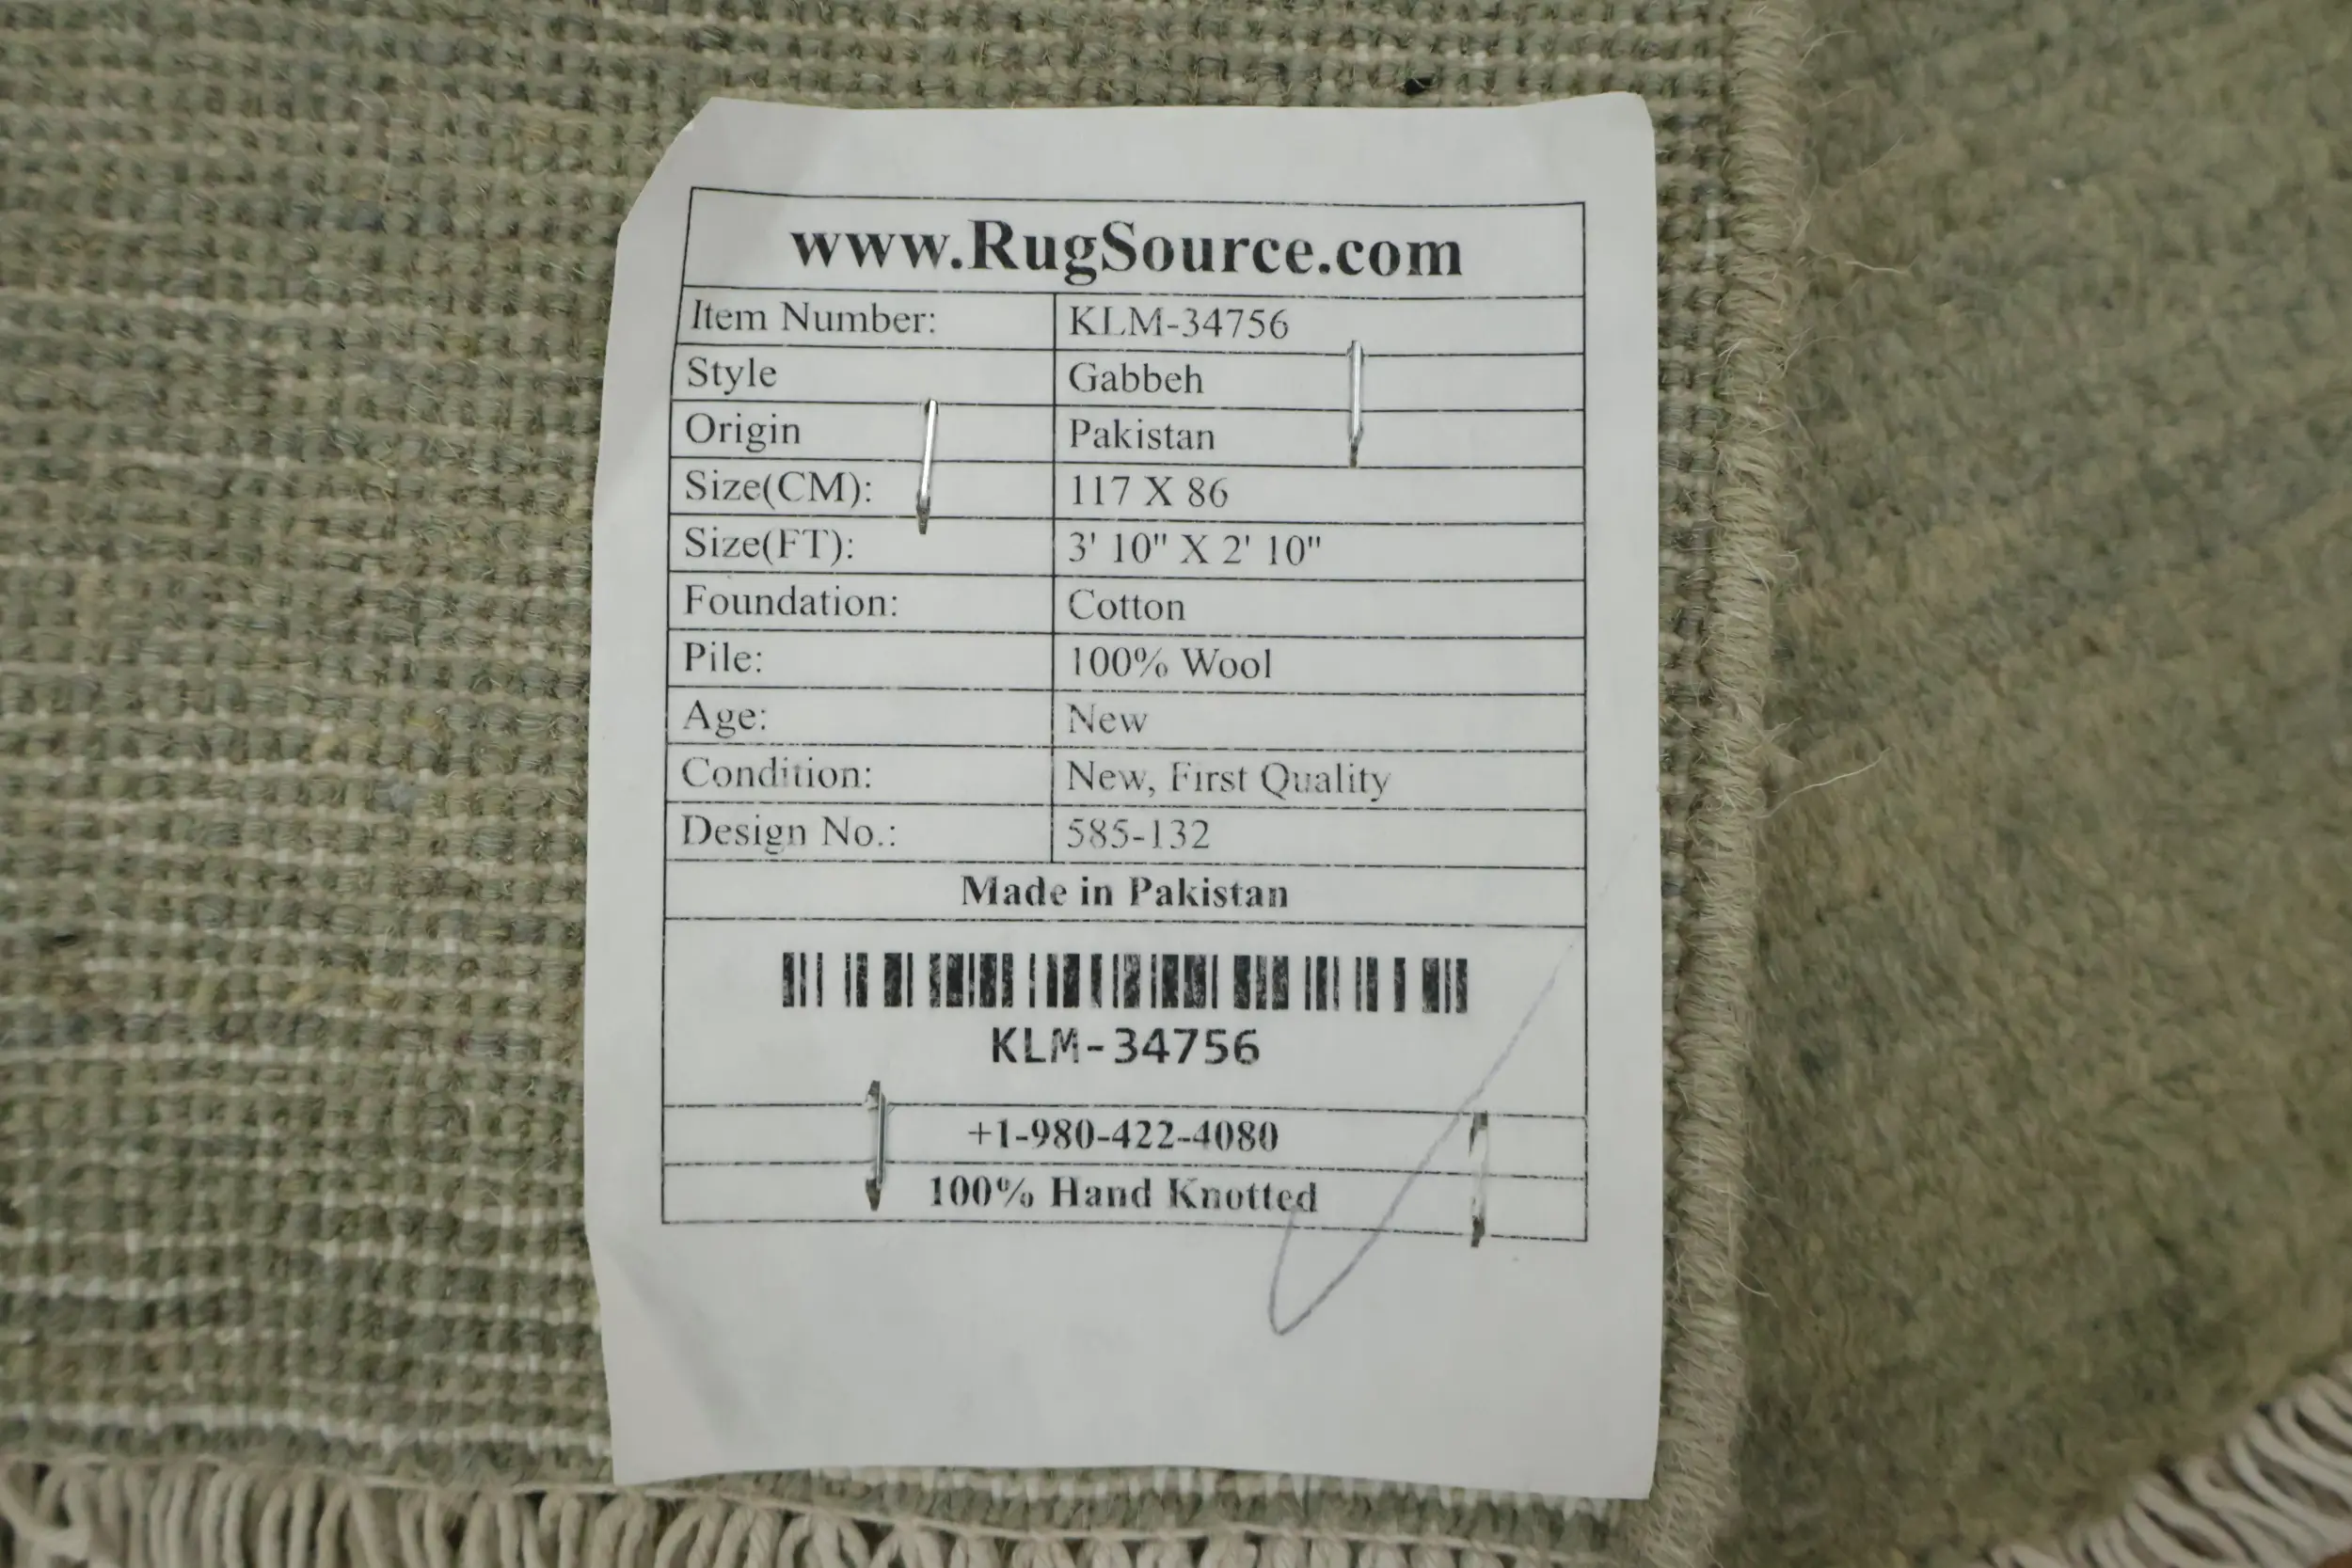 www.RugSource.com
Item Number: KLM-34756
Style Gabbeh
Origin Pakistan
Size(CM): 117 X 86
Size(FT): 3' 10" X 2' 10"
Foundation: Cotton
Pile: 100% Wool
Age: New
Condition: New, First Quality
Design No.: 585-132
Made in Pakistan
KLM-34756
+1-980-422-4080
100% Hand Knotted